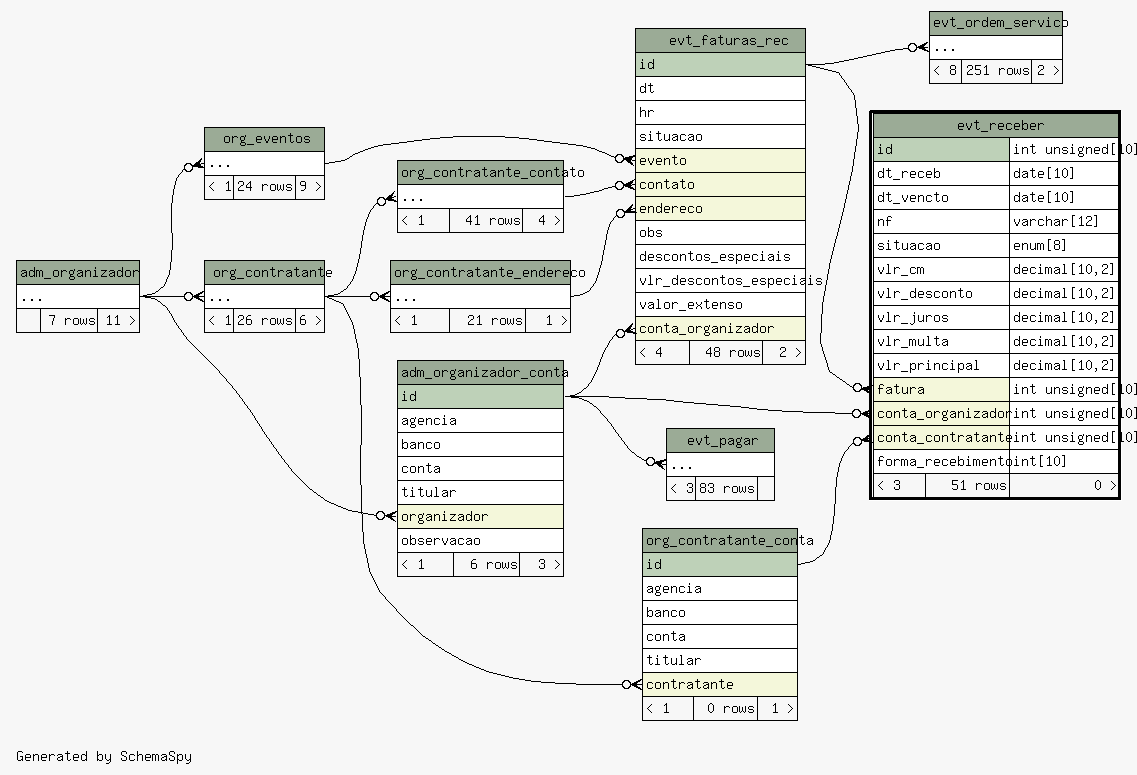 evt_ordem_servico
...
< 8 251 rows 2 >
evt_faturas_rec
id
dt
hr
situacao
evento
contato
endereco
obs
descontos_especiais
vlr_descontos_especiais
valor_extenso
conta_organizador
< 4 48 rows 2 >
evt_receber
id int unsigned[10]
dt_receb date[10]
dt_vencto date[10]
nf varchar[12]
situacao enum[8]
vlr_cm decimal[10,2]
vlr_desconto decimal[10,2]
vlr_juros decimal[10,2]
vlr_multa decimal[10,2]
vlr_principal decimal[10,2]
fatura int unsigned[10]
conta_organizador int unsigned[10]
conta_contratante int unsigned[10]
forma_recebimento int[10]
< 3 51 rows 0 >
org_eventos
...
< 1 24 rows 9 >
org_contratante_contato
...
< 1 41 rows 4 >
adm_organizador
...
7 rows 11 >
org_contratante
...
< 1 26 rows 6 >
org_contratante_endereco
...
< 1 21 rows 1 >
adm_organizador_conta
id
agencia
banco
conta
titular
organizador
observacao
< 1 6 rows 3 >
evt_pagar
...
< 3 83 rows
org_contratante_conta
id
agencia
banco
conta
titular
contratante
< 1 0 rows 1 >
Generated by SchemaSpy